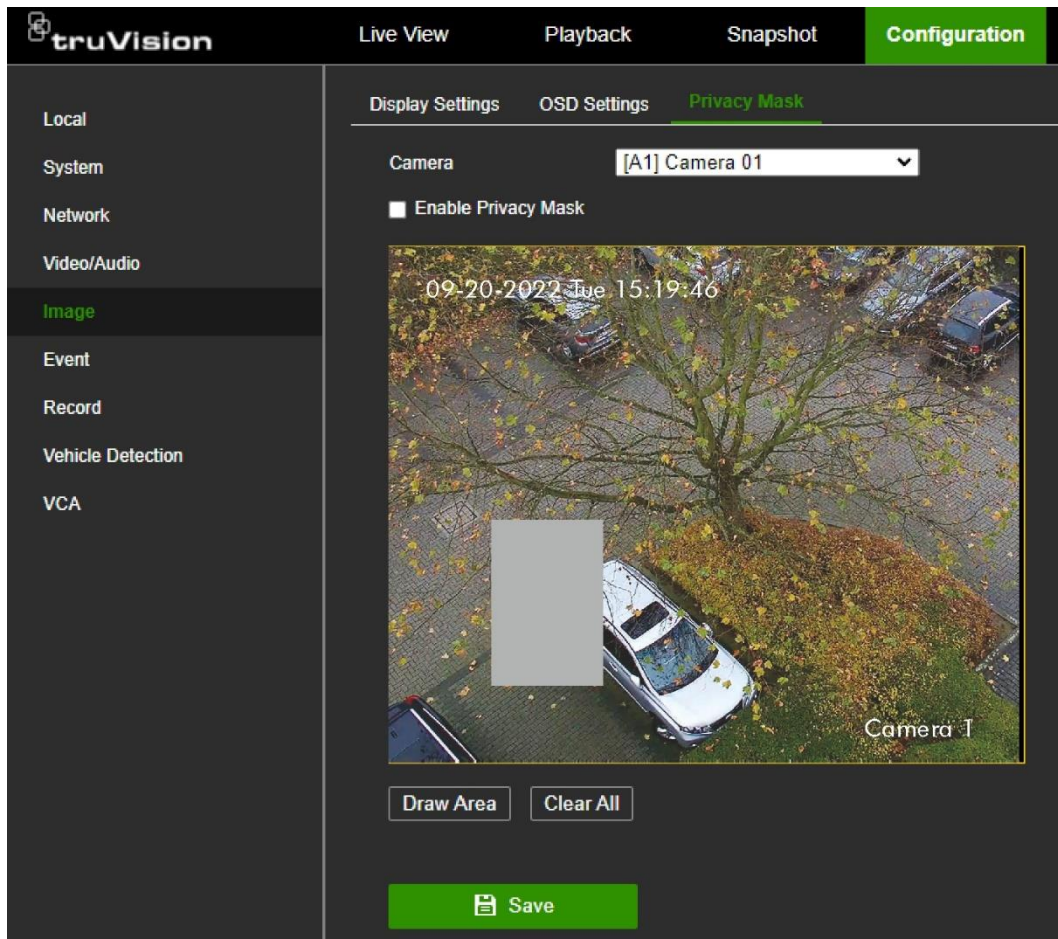 truVision
Live View Playback Snapshot Configuration
Local
System
Network
Video/Audio
Image
Event
Record
Vehicle Detection
VCA
Display Settings OSD Settings Privacy Mask
Camera [A1] Camera 01
Enable Privacy Mask
09-20-2022 Tue 15:19:46
Camera 1
Draw Area Clear All
Save